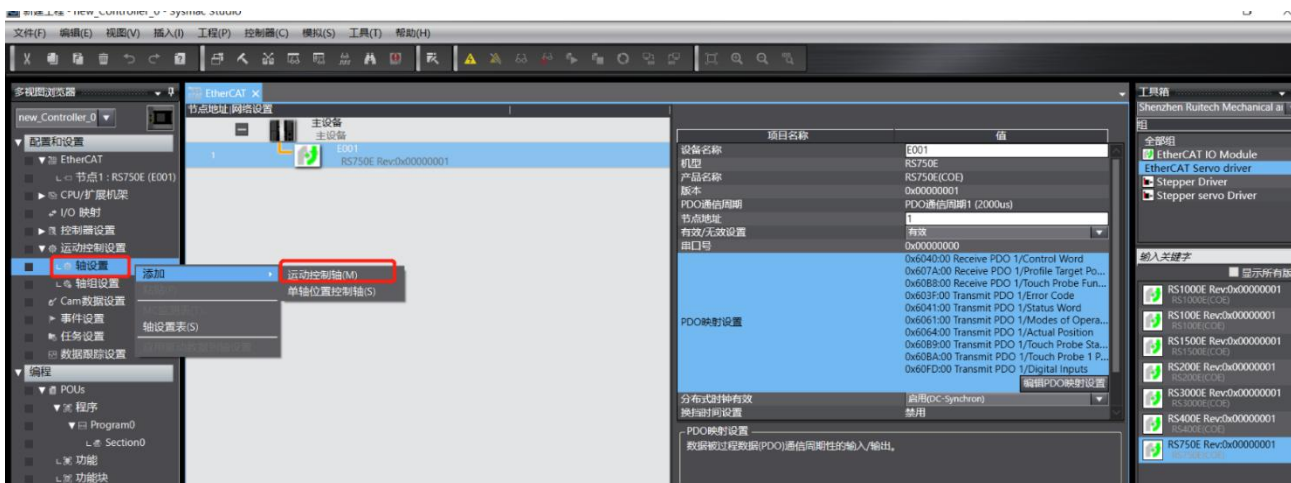 新建工程 - new_Controller_0 - Sysmac Studio
文件(F) 编辑(E) 视图(V) 插入(I) 工程(P) 控制器(C) 模拟(S) 工具(T) 帮助(H)
多视图浏览器
new_Controller_0
配置和设置
EtherCAT
节点1 : RS750E (E001)
CPU/扩展机架
I/O 映射
控制器设置
运动控制设置
轴设置
轴组设置
Cam数据设置
事件设置
任务设置
数据跟踪设置
编程
POUs
程序
Program0
Section0
功能
功能块
添加
轴设置表(S)
运动控制轴(M)
单轴位置控制轴(S)
EtherCAT
节点地址|网络设置
主设备
主设备
1
E001
RS750E Rev:0x00000001
项目名称 值
设备名称 E001
机型 RS750E
产品名称 RS750E(COE)
版本 0x00000001
PDO通信周期 PDO通信周期1 (2000us)
节点地址 1
有效/无效设置 有效
串口号 0x00000000
PDO映射设置
0x6040:00 Receive PDO 1/Control Word
0x607A:00 Receive PDO 1/Profile Target Po...
0x60B8:00 Receive PDO 1/Touch Probe Fun...
0x603F:00 Transmit PDO 1/Error Code
0x6041:00 Transmit PDO 1/Status Word
0x6061:00 Transmit PDO 1/Modes of Opera...
0x6064:00 Transmit PDO 1/Actual Position
0x60B9:00 Transmit PDO 1/Touch Probe Sta...
0x60BA:00 Transmit PDO 1/Touch Probe 1 P...
0x60FD:00 Transmit PDO 1/Digital Inputs
编辑PDO映射设置
分布式时钟有效 启用(DC-Synchron)
换挡时间设置 禁用
PDO映射设置
数据被过程数据(PDO)通信周期性的输入/输出。
工具箱
Shenzhen Ruitech Mechanical a
组
全部组
EtherCAT IO Module
EtherCAT Servo driver
Stepper Driver
Stepper servo Driver
输入关键字
显示所有版
RS1000E Rev:0x00000001
RS1000E(COE)
RS100E Rev:0x00000001
RS100E(COE)
RS1500E Rev:0x00000001
RS1500E(COE)
RS200E Rev:0x00000001
RS200E(COE)
RS3000E Rev:0x00000001
RS3000E(COE)
RS400E Rev:0x00000001
RS400E(COE)
RS750E Rev:0x00000001
RS750E(COE)